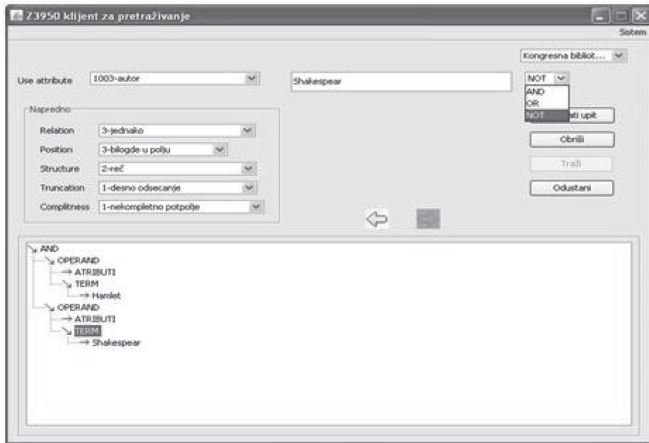 Z3950 klijent za pretraživanje
Sistem
Kongresna bibliot...
Use attribute 1003-autor Shakespear NOT
AND
OR
NOT
ati upit
Napredno
Relation 3-jednako
Position 3-bilogde u polju
Structure 2-reč
Truncation 1-desno odsecanje
Complitness 1-nekompletno potpolje
Obriši
Traži
Odustani
AND
OPERAND
ATRIBUTI
TERM
Hamlet
OPERAND
ATRIBUTI
TERM
Shakespear